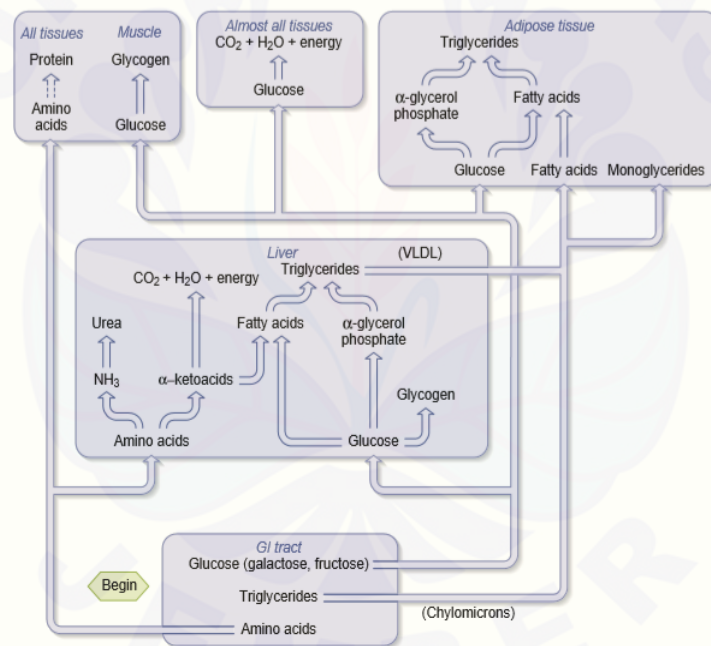 All tissues
Muscle
Protein
Glycogen
Amino
acids
Glucose
Almost all tissues
CO₂ + H₂O + energy
Glucose
Adipose tissue
Triglycerides
α-glycerol
phosphate
Fatty acids
Glucose
Fatty acids
Monoglycerides
Liver
(VLDL)
Triglycerides
CO₂ + H₂O + energy
Urea
Fatty acids
α-glycerol
phosphate
NH₃
α–ketoacids
Glycogen
Amino acids
Glucose
GI tract
Glucose (galactose, fructose)
Begin
Triglycerides
(Chylomicrons)
Amino acids